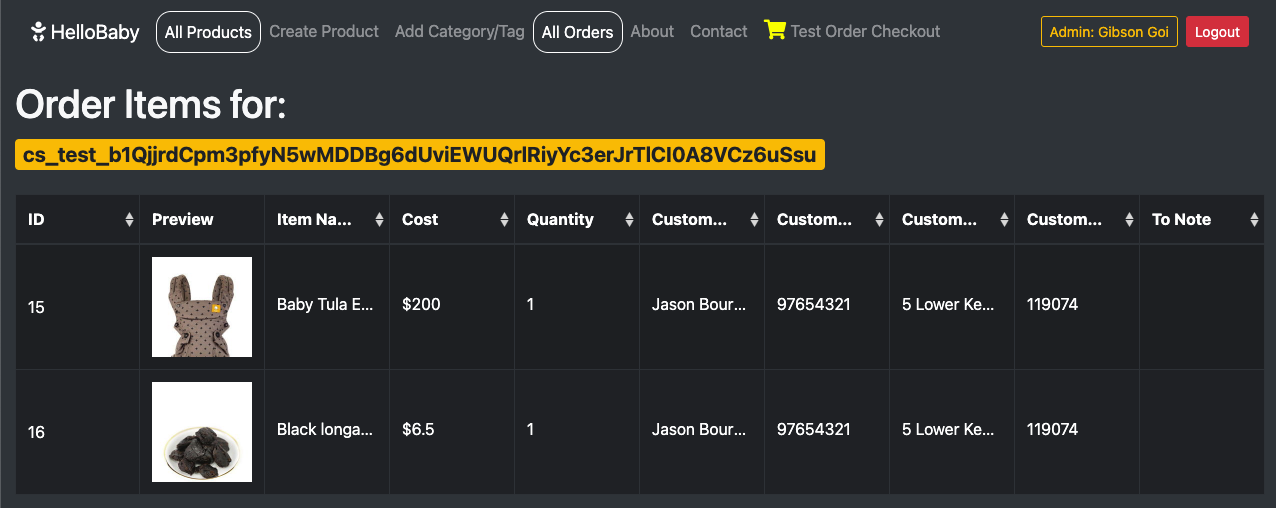 HelloBaby All Products Create Product Add Category/Tag All Orders About Contact Test Order Checkout Admin: Gibson Goi Logout
Order Items for:
cs_test_b1QjjrdCpm3pfyN5wMDDBg6dUviEWUQrlRiyYc3erJrTlCI0A8VCz6uSsu
ID Preview Item Na... Cost Quantity Custom... Custom... Custom... Custom... To Note
15 Baby Tula E... $200 1 Jason Bour... 97654321 5 Lower Ke... 119074
16 Black longa... $6.5 1 Jason Bour... 97654321 5 Lower Ke... 119074